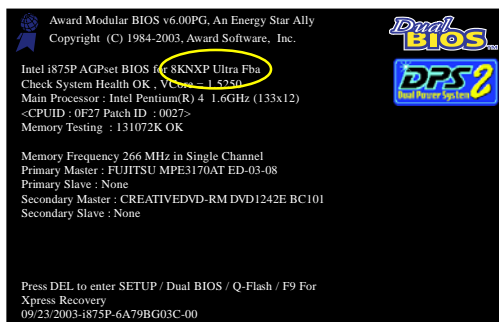 Award Modular BIOS v6.00PG, An Energy Star Ally
Copyright (C) 1984-2003, Award Software, Inc.
Dual
BIOS
TM
Intel i875P AGPset BIOS for 8KNXP Ultra Fba
Check System Health OK , VCore = 1.5250
Main Processor : Intel Pentium(R) 4 1.6GHz (133x12)
<CPUID : 0F27 Patch ID : 0027>
Memory Testing : 131072K OK
DPS2
Dual Power System
Memory Frequency 266 MHz in Single Channel
Primary Master : FUJITSU MPE3170AT ED-03-08
Primary Slave : None
Secondary Master : CREATIVEDVD-RM DVD1242E BC101
Secondary Slave : None
Press DEL to enter SETUP / Dual BIOS / Q-Flash / F9 For
Xpress Recovery
09/23/2003-i875P-6A79BG03C-00